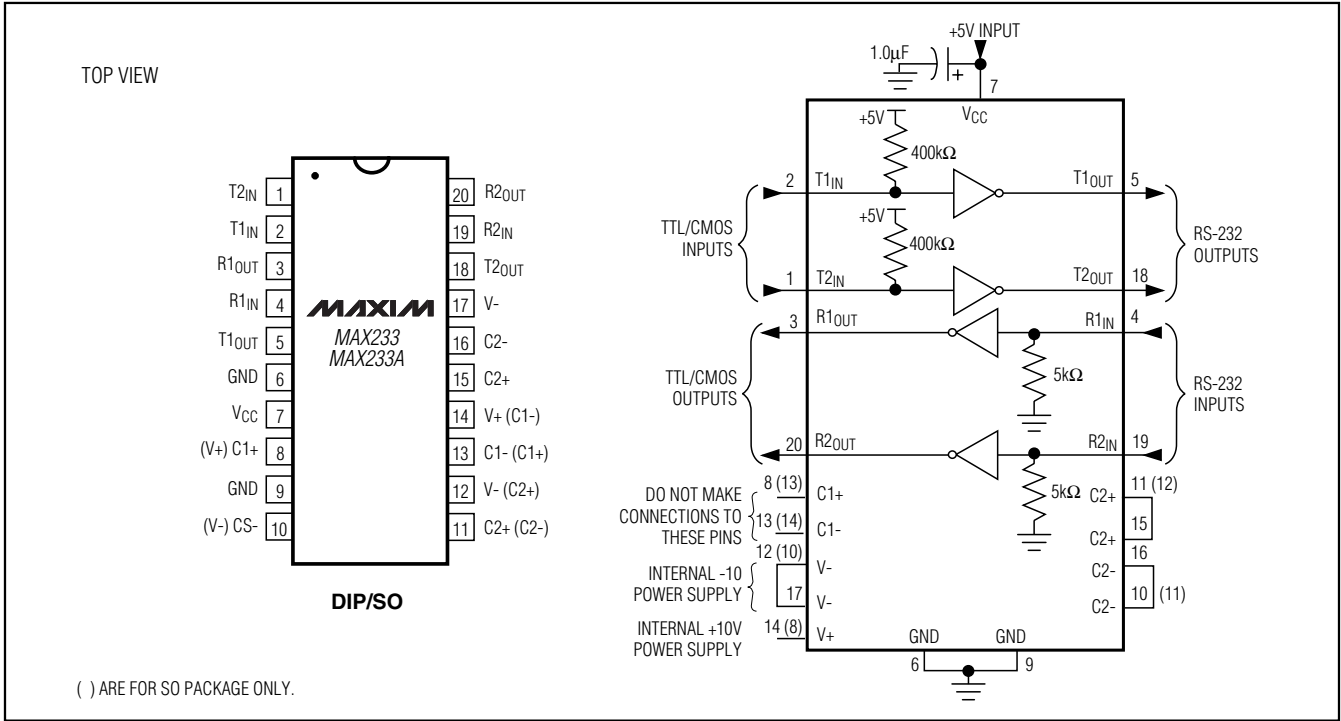 TOP VIEW
T2IN 1
T1IN 2
R1OUT 3
R1IN 4
T1OUT 5
GND 6
VCC 7
(V+) C1+ 8
GND 9
(V-) CS- 10
20 R2OUT
19 R2IN
18 T2OUT
17 V-
16 C2-
15 C2+
14 V+ (C1-)
13 C1- (C1+)
12 V- (C2+)
11 C2+ (C2-)
MAXIM
MAX233
MAX233A
DIP/SO
( ) ARE FOR SO PACKAGE ONLY.
+5V INPUT
1.0μF
+
7
VCC
+5V
400kΩ
2 T1IN
T1OUT 5
+5V
400kΩ
TTL/CMOS
INPUTS
RS-232
OUTPUTS
1 T2IN
T2OUT 18
3 R1OUT
R1IN 4
5kΩ
TTL/CMOS
OUTPUTS
RS-232
INPUTS
20 R2OUT
R2IN 19
5kΩ
DO NOT MAKE
CONNECTIONS TO
THESE PINS
8 (13) C1+
13 (14) C1-
C2+ 11 (12)
C2+ 15
INTERNAL -10
POWER SUPPLY
12 (10) V-
17 V-
C2- 16
C2- 10 (11)
INTERNAL +10V
POWER SUPPLY
14 (8) V+
GND GND
6 9